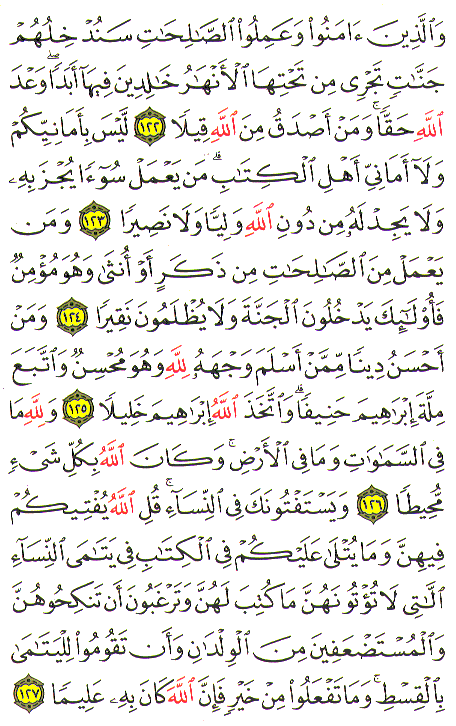 وَٱلَّذِينَ ءَامَنُوا۟ وَعَمِلُوا۟ ٱلصَّـٰلِحَـٰتِ سَنُدْخِلُهُمْ
جَنَّـٰتٍ تَجْرِى مِن تَحْتِهَا ٱلْأَنْهَـٰرُ خَـٰلِدِينَ فِيهَآ أَبَدًا ۖ وَعْدَ
ٱللَّهِ حَقًّا ۚ وَمَنْ أَصْدَقُ مِنَ ٱللَّهِ قِيلًا ١٢٢ لَّيْسَ بِأَمَانِيِّكُمْ
وَلَآ أَمَانِىِّ أَهْلِ ٱلْكِتَـٰبِ ۗ مَن يَعْمَلْ سُوٓءًا يُجْزَ بِهِۦ
وَلَا يَجِدْ لَهُۥ مِن دُونِ ٱللَّهِ وَلِيًّا وَلَا نَصِيرًا ١٢٣ وَمَن
يَعْمَلْ مِنَ ٱلصَّـٰلِحَـٰتِ مِن ذَكَرٍ أَوْ أُنثَىٰ وَهُوَ مُؤْمِنٌ
فَأُو۟لَـٰٓئِكَ يَدْخُلُونَ ٱلْجَنَّةَ وَلَا يُظْلَمُونَ نَقِيرًا ١٢٤ وَمَنْ
أَحْسَنُ دِينًا مِّمَّنْ أَسْلَمَ وَجْهَهُۥ لِلَّهِ وَهُوَ مُحْسِنٌ وَٱتَّبَعَ
مِلَّةَ إِبْرَٰهِيمَ حَنِيفًا ۗ وَٱتَّخَذَ ٱللَّهُ إِبْرَٰهِيمَ خَلِيلًا ١٢٥ وَلِلَّهِ مَا
فِى ٱلسَّمَـٰوَٰتِ وَمَا فِى ٱلْأَرْضِ ۚ وَكَانَ ٱللَّهُ بِكُلِّ شَىْءٍ
مُّحِيطًا ١٢٦ وَيَسْتَفْتُونَكَ فِى ٱلنِّسَآءِ ۖ قُلِ ٱللَّهُ يُفْتِيكُمْ
فِيهِنَّ وَمَا يُتْلَىٰ عَلَيْكُمْ فِى ٱلْكِتَـٰبِ فِى يَتَـٰمَى ٱلنِّسَآءِ
ٱلَّـٰتِى لَا تُؤْتُونَهُنَّ مَا كُتِبَ لَهُنَّ وَتَرْغَبُونَ أَن تَنكِحُوهُنَّ
وَٱلْمُسْتَضْعَفِينَ مِنَ ٱلْوِلْدَٰنِ وَأَن تَقُومُوا۟ لِلْيَتَـٰمَىٰ
بِٱلْقِسْطِ ۚ وَمَا تَفْعَلُوا۟ مِنْ خَيْرٍ فَإِنَّ ٱللَّهَ كَانَ بِهِۦ عَلِيمًا ١٢٧